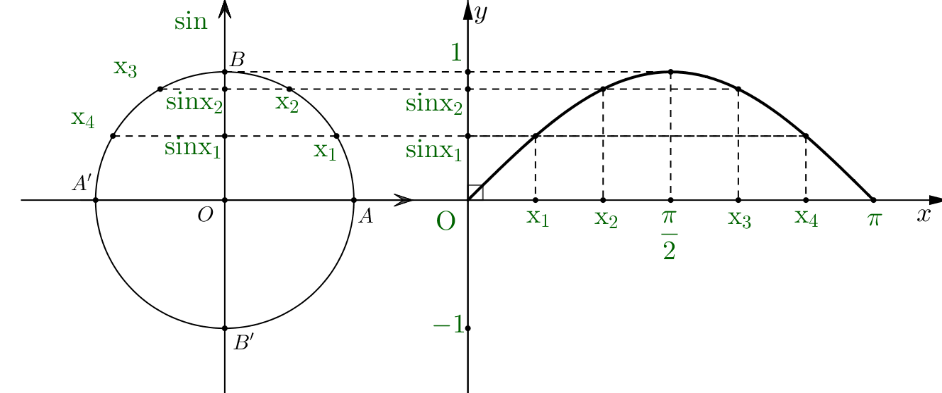 sin
B
x₃
x₂
sinx₂
x₄
x₁
sinx₁
A′
O
A
B′
y
1
sinx₂
sinx₁
O
x₁
x₂
π/2
x₃
x₄
π
x
−1